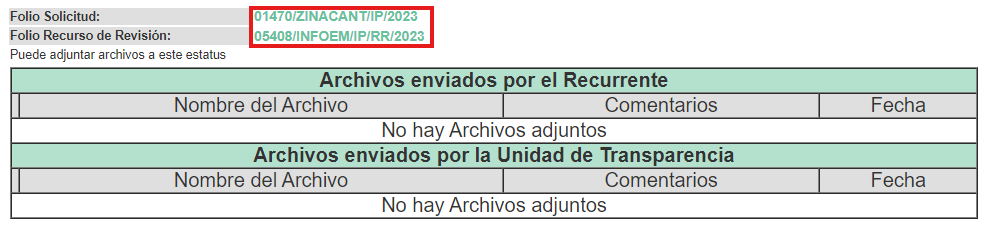 Folio Solicitud: 01470/ZINACANT/IP/2023
Folio Recurso de Revisión: 05408/INFOEM/IP/RR/2023
Puede adjuntar archivos a este estatus
Archivos enviados por el Recurrente
Nombre del Archivo Comentarios Fecha
No hay Archivos adjuntos
Archivos enviados por la Unidad de Transparencia
Nombre del Archivo Comentarios Fecha
No hay Archivos adjuntos